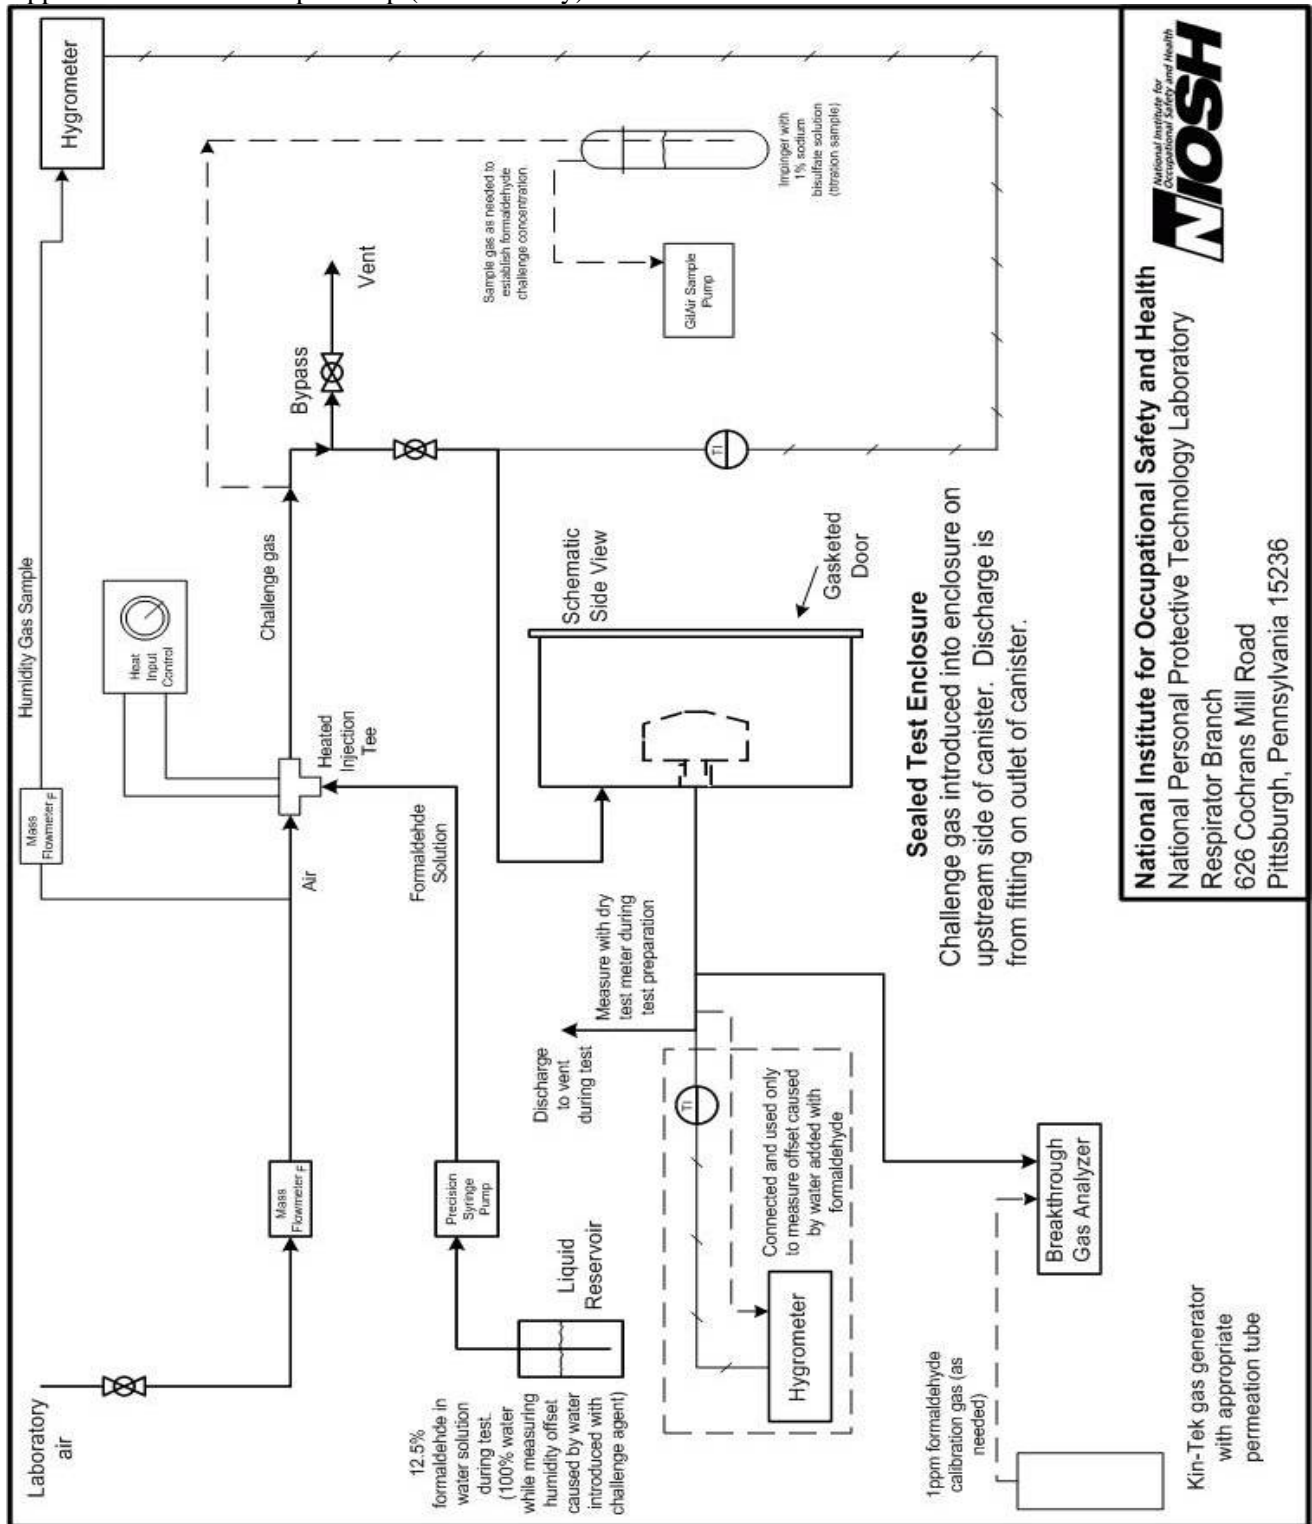 Laboratory
air
Mass
Flowmeter F
Mass
Flowmeter F
Humidity Gas Sample
Hygrometer
Air
Heat
Input
Control
Heated
Injection
Tee
Challenge gas
Bypass
Vent
Sample gas as needed to
establish formaldehyde
challenge concentration
Impinger with
1% sodium
bisulfate solution
(titration sample)
GilAir Sample
Pump
TI
12.5%
formaldehde in
water solution
during test.
(100% water
while measuring
humidity offset
caused by water
introduced with
challenge agent)
Liquid
Reservoir
Precision
Syringe
Pump
Formaldehde
Solution
Schematic
Side View
Gasketed
Door
Discharge
to vent
during test
Measure with dry
test meter during
test preparation
TI
Connected and used only
to measure offset caused
by water added with
formaldehyde
Hygrometer
Sealed Test Enclosure
Challenge gas introduced into enclosure on
upstream side of canister. Discharge is
from fitting on outlet of canister.
1ppm formaldehyde
calibration gas (as
needed)
Breakthrough
Gas Analyzer
Kin-Tek gas generator
with appropriate
permeation tube
National Institute for Occupational Safety and Health
National Personal Protective Technology Laboratory
Respirator Branch
626 Cochrans Mill Road
Pittsburgh, Pennsylvania 15236
National Institute for
Occupational Safety and Health
NIOSH